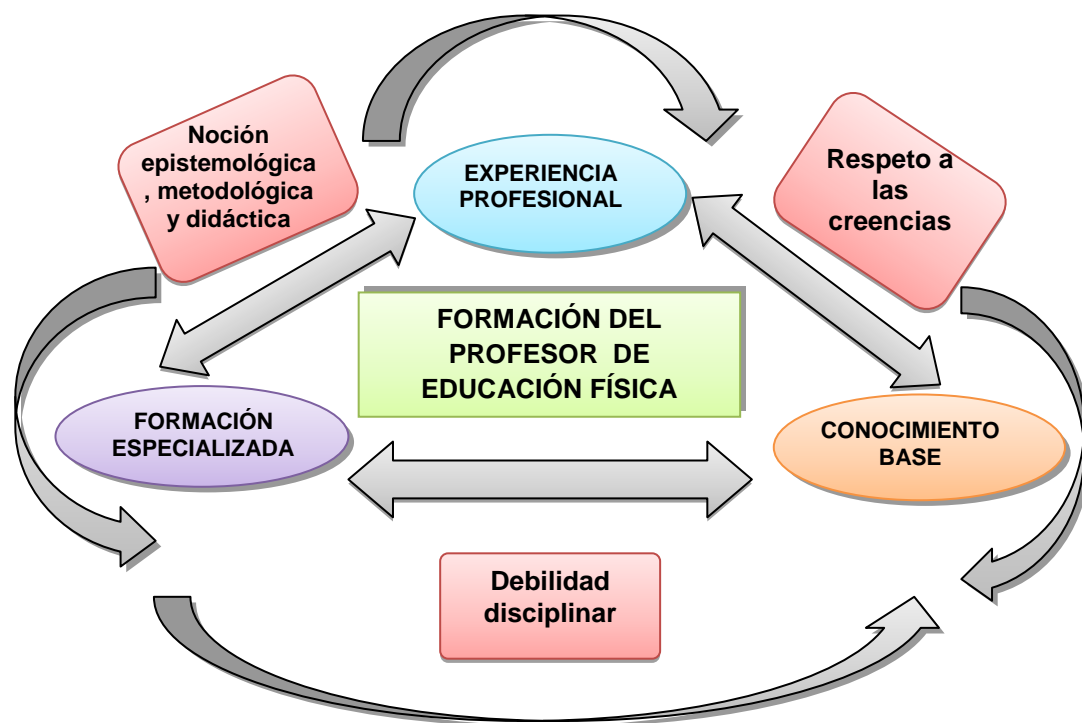 Noción
epistemológica
, metodológica
y didáctica
EXPERIENCIA
PROFESIONAL
Respeto a
las
creencias
FORMACIÓN DEL
PROFESOR DE
EDUCACIÓN FÍSICA
FORMACIÓN
ESPECIALIZADA
CONOCIMIENTO
BASE
Debilidad
disciplinar